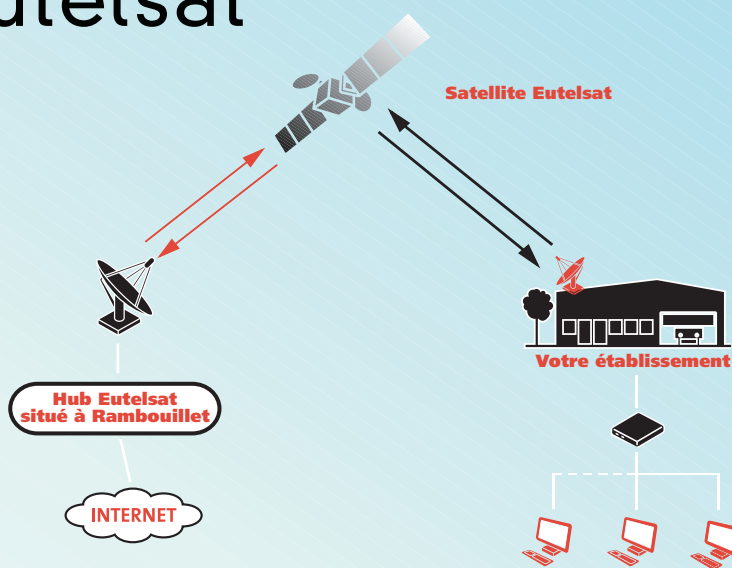 utelsat
Satellite Eutelsat
Votre établissement
Hub Eutelsat
situé à Rambouillet
INTERNET